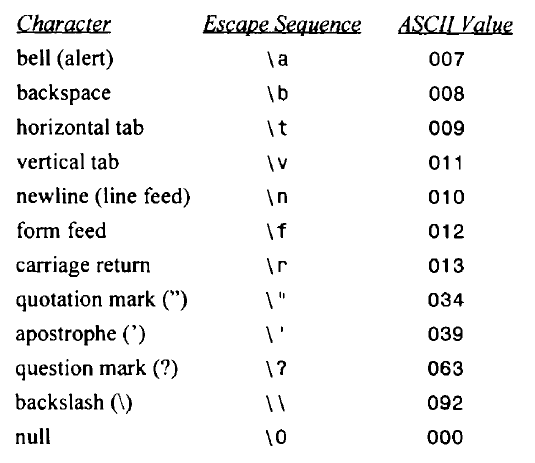 Character Escape Sequence ASCII Value
bell (alert) \a 007
backspace \b 008
horizontal tab \t 009
vertical tab \v 011
newline (line feed) \n 010
form feed \f 012
carriage return \r 013
quotation mark (”) \" 034
apostrophe (’) \' 039
question mark (?) \? 063
backslash (\) \\ 092
null \0 000